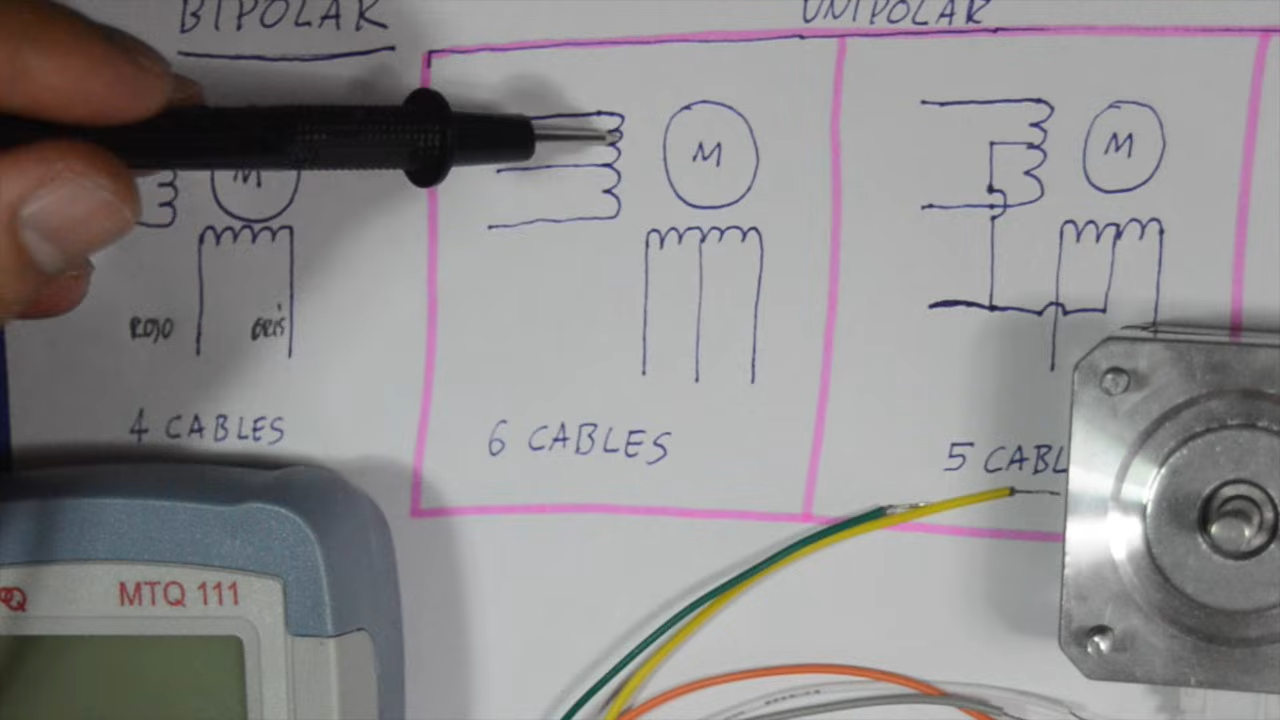 BIPOLAR
UNIPOLAR
M
M
M
ROJO
GRIS
4 CABLES
6 CABLES
5 CABL
MTQ 111